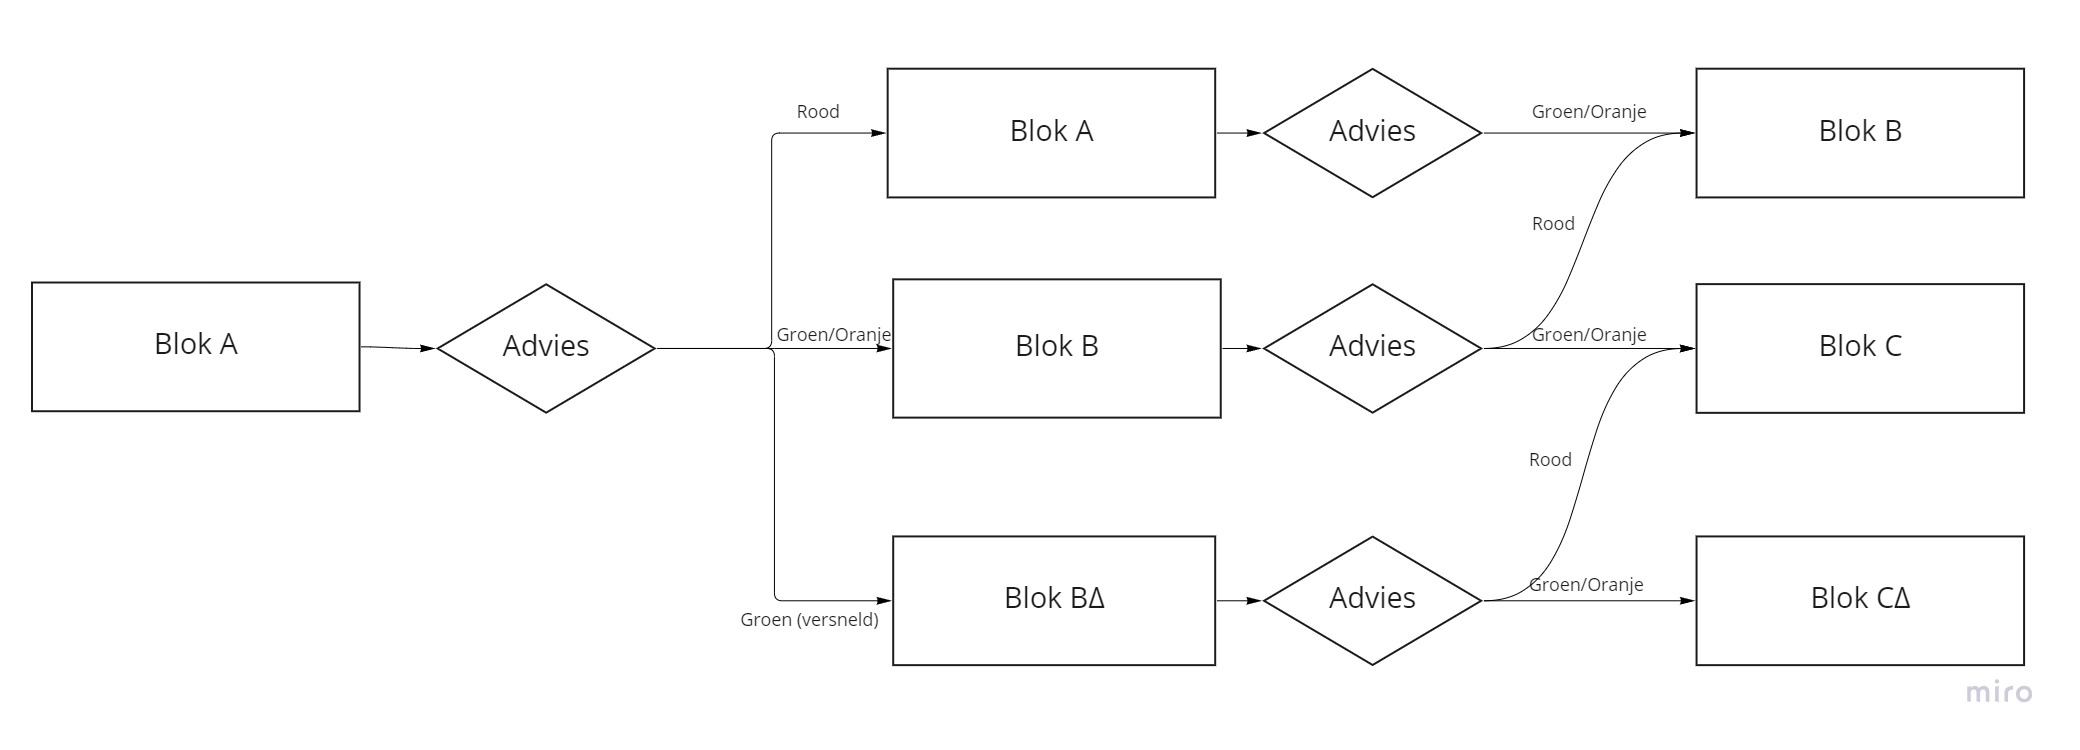 Rood
Blok A
Advies
Groen/Oranje
Blok B
Rood
Blok A
Advies
Groen/Oranje
Blok B
Advies
Groen/Oranje
Blok C
Rood
Groen (versneld)
Blok BΔ
Advies
Groen/Oranje
Blok CΔ
miro